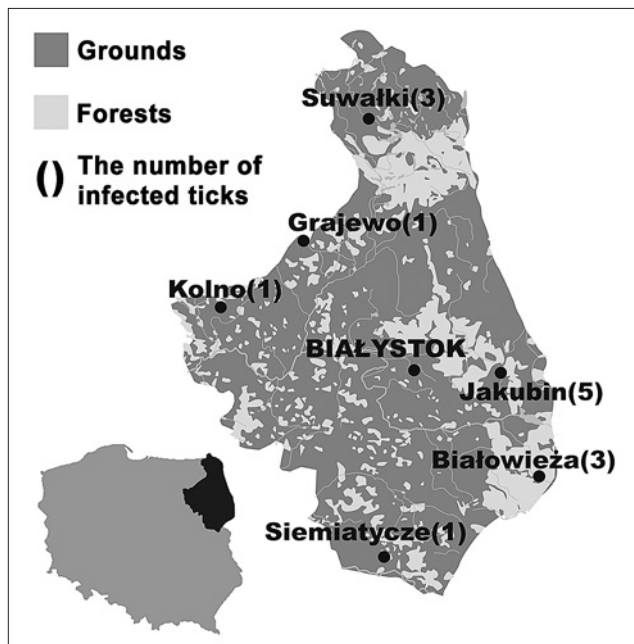 Grounds
Forests
() The number of
infected ticks
Suwałki(3)
Grajewo(1)
Kolno(1)
BIAŁYSTOK
Jakubin(5)
Białowieża(3)
Siemiatycze(1)